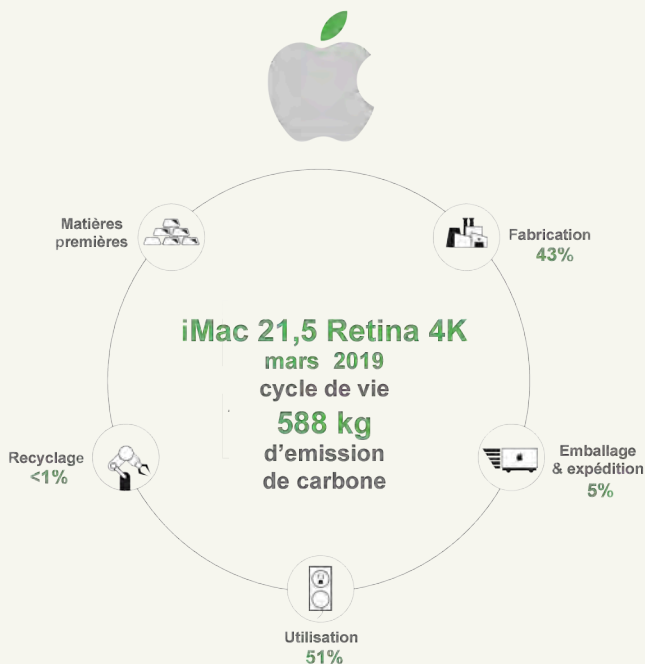 Matières
premières
Fabrication
43%
iMac 21,5 Retina 4K
mars 2019
cycle de vie
588 kg
d'emission
de carbone
Recyclage
<1%
Emballage
& expédition
5%
Utilisation
51%